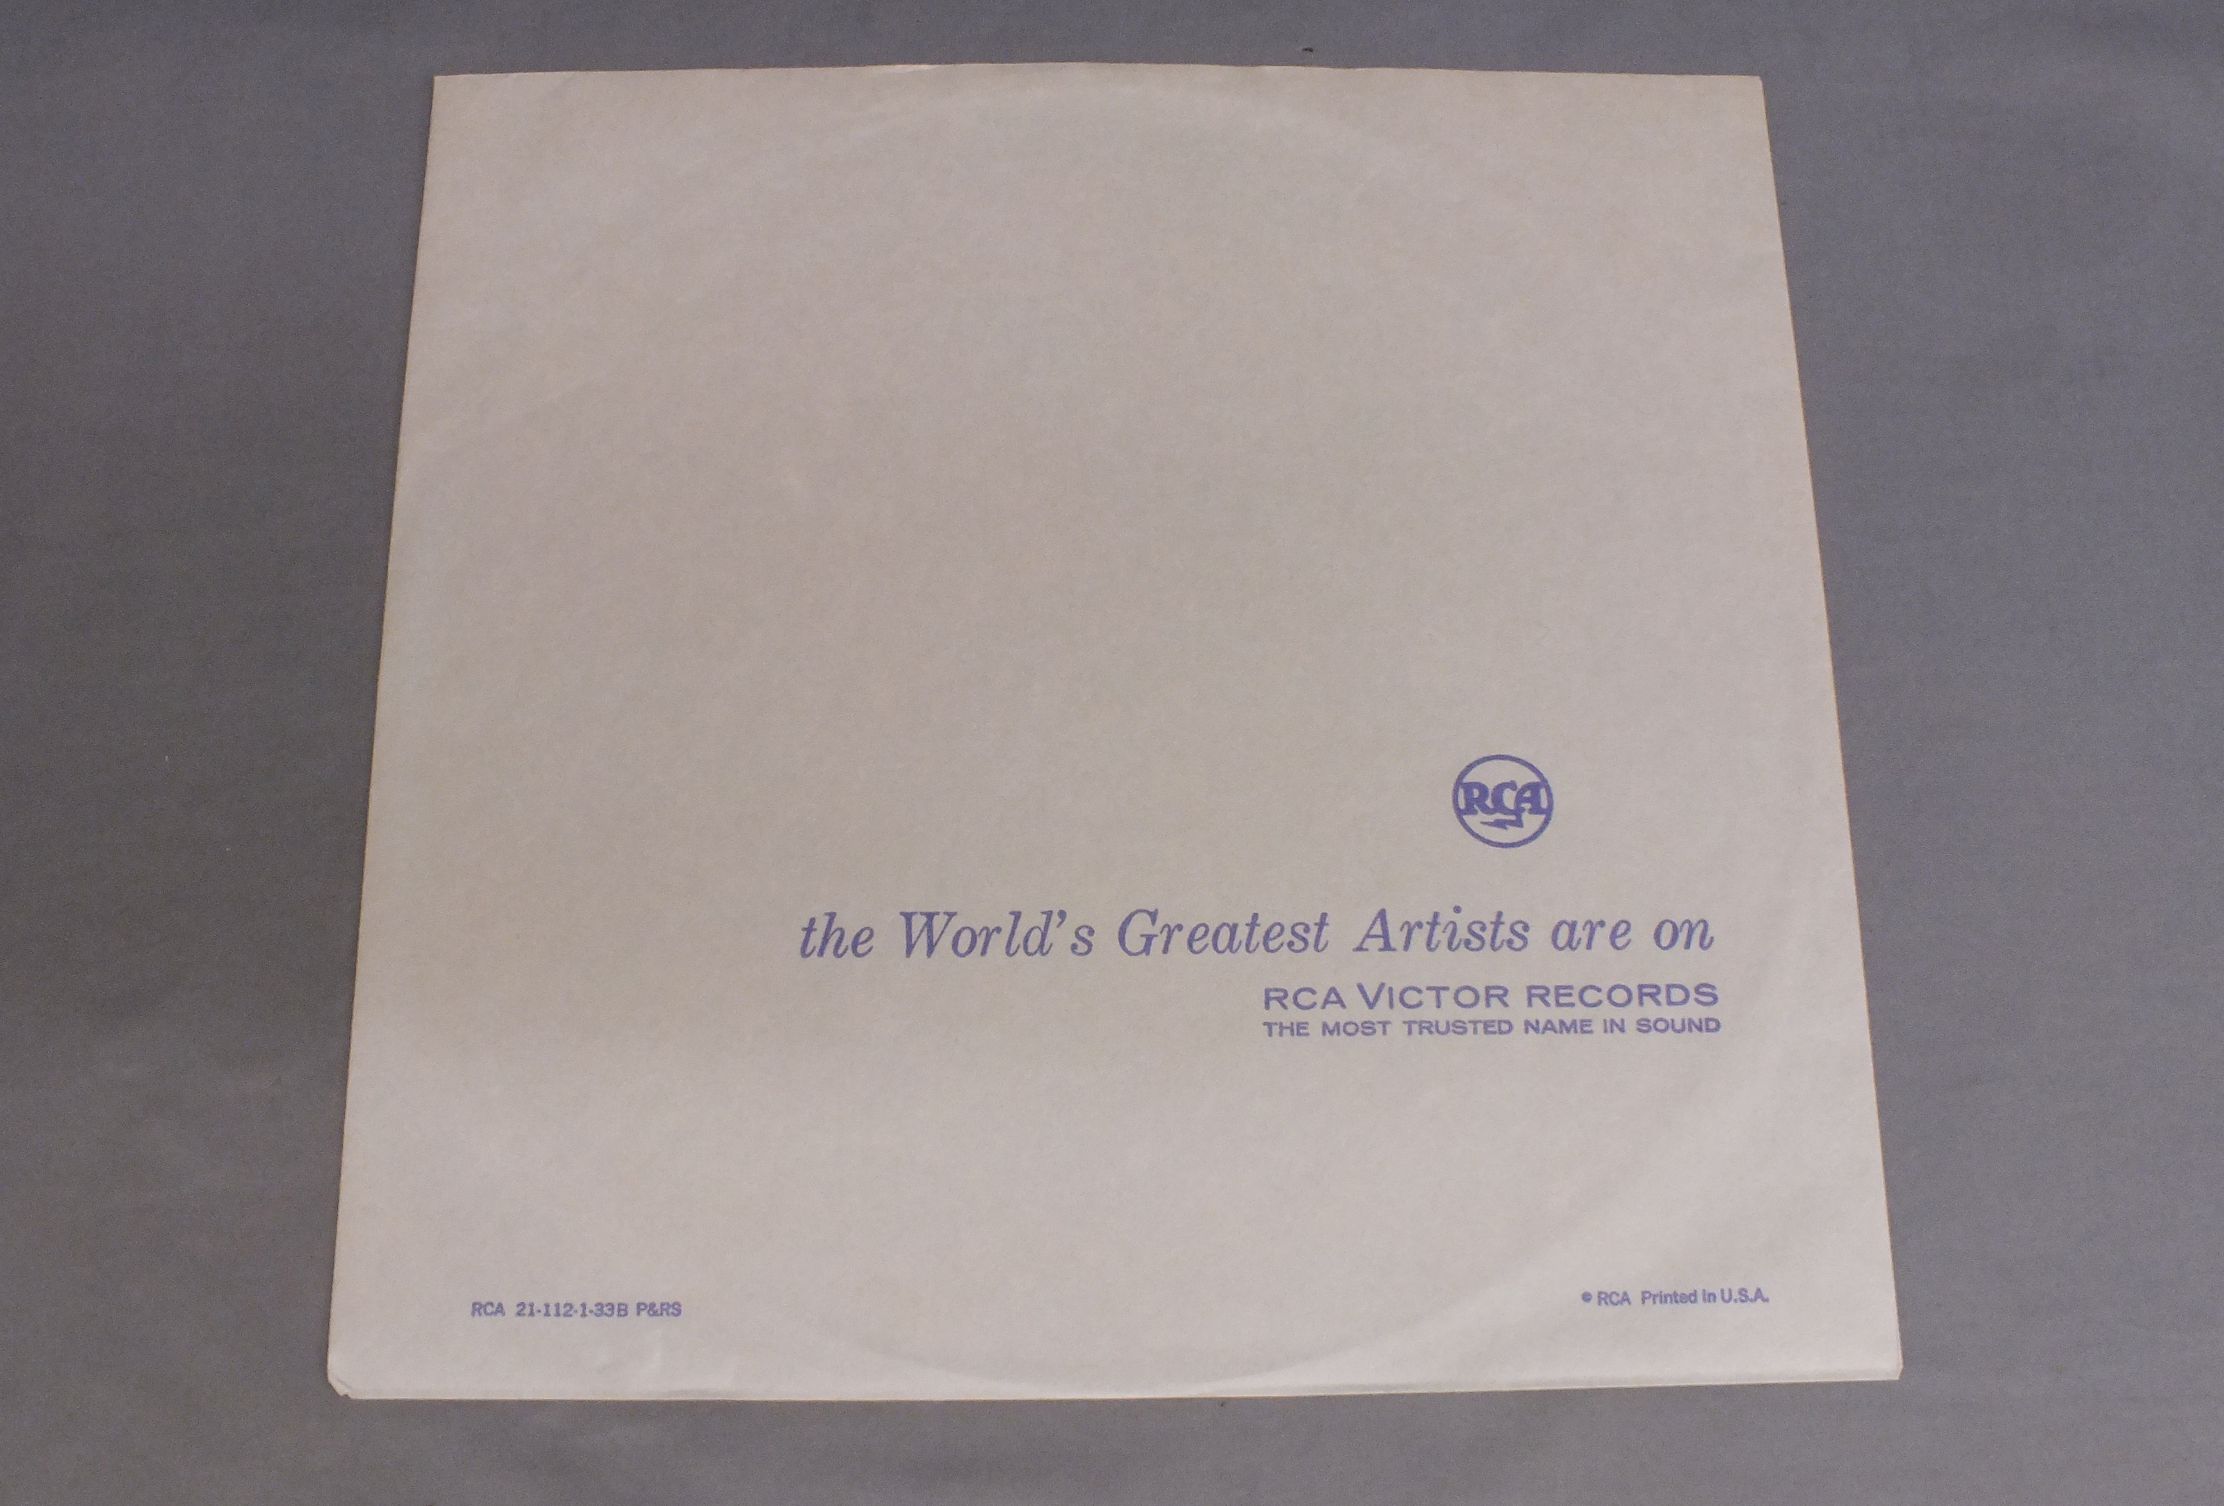 RCA
the World's Greatest Artists are on
RCA VICTOR RECORDS
THE MOST TRUSTED NAME IN SOUND
RCA 21-112-1-33B P&RS
© RCA Printed in U.S.A.